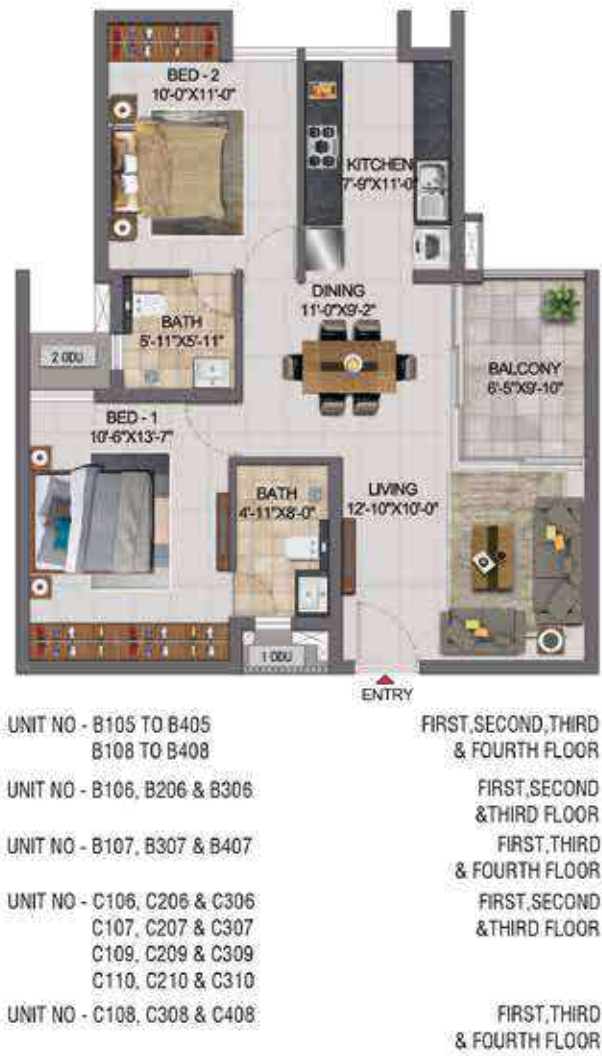 BED - 2
10'-0"X11'-0"
KITCHEN
7'-9"X11'-0"
DINING
11'-0"X9'-2"
BATH
5'-11"X5'-11"
2 ODU
BALCONY
6'-5"X9'-10"
BED - 1
10'-6"X13'-7"
BATH
4'-11"X8'-0"
LIVING
12'-10"X10'-0"
1 ODU
ENTRY
UNIT NO - B105 TO B405 FIRST,SECOND,THIRD
B108 TO B408 & FOURTH FLOOR
UNIT NO - B106, B206 & B306 FIRST,SECOND
&THIRD FLOOR
UNIT NO - B107, B307 & B407 FIRST,THIRD
& FOURTH FLOOR
UNIT NO - C106, C206 & C306 FIRST,SECOND
C107, C207 & C307 &THIRD FLOOR
C109, C209 & C309
C110, C210 & C310
UNIT NO - C108, C308 & C408 FIRST,THIRD
& FOURTH FLOOR